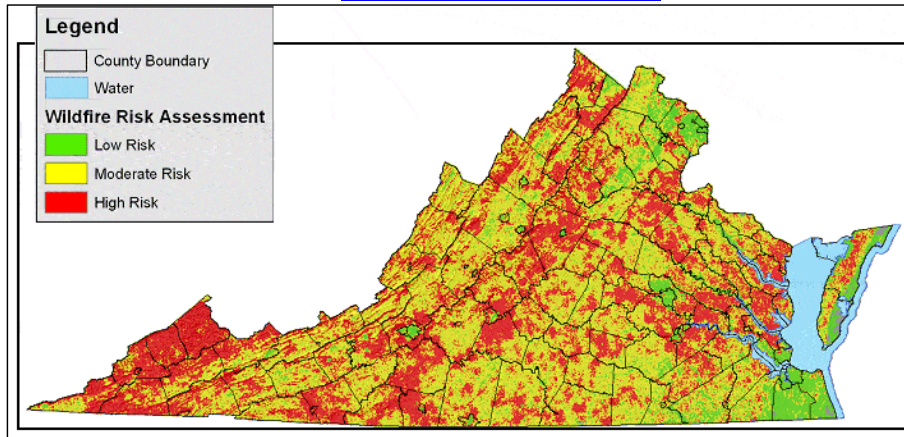 Legend
County Boundary
Water
Wildfire Risk Assessment
Low Risk
Moderate Risk
High Risk